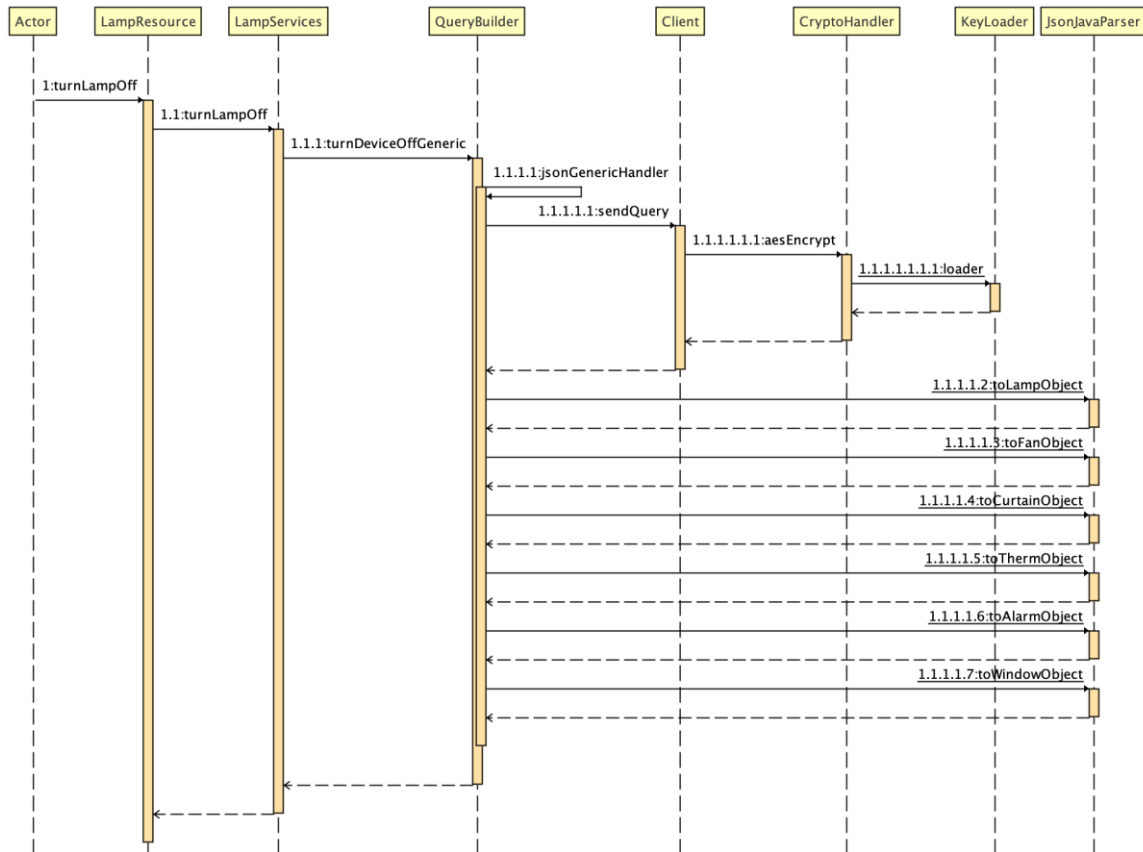 Actor LampResource LampServices QueryBuilder Client CryptoHandler KeyLoader JsonJavaParser
1:turnLampOff
1.1:turnLampOff
1.1.1:turnDeviceOffGeneric
1.1.1.1:jsonGenericHandler
1.1.1.1.1:sendQuery
1.1.1.1.1.1:aesEncrypt
1.1.1.1.1.1.1:loader
1.1.1.1.2:toLampObject
1.1.1.1.3:toFanObject
1.1.1.1.4:toCurtainObject
1.1.1.1.5:toThermObject
1.1.1.1.6:toAlarmObject
1.1.1.1.7:toWindowObject